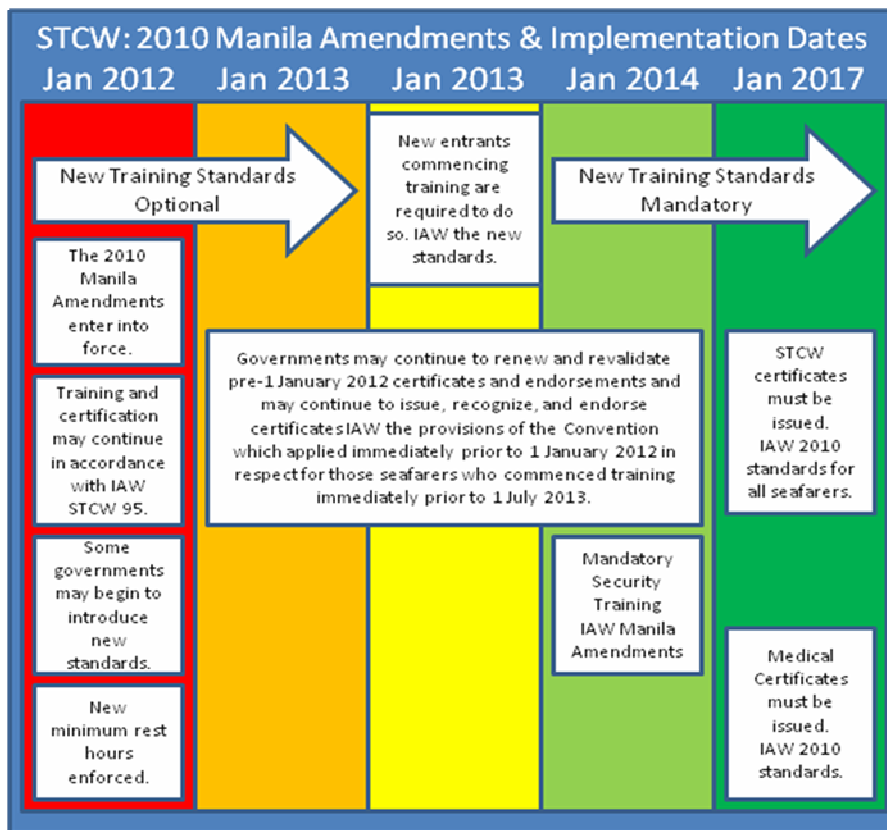 STCW: 2010 Manila Amendments & Implementation Dates
Jan 2012 Jan 2013 Jan 2013 Jan 2014 Jan 2017
New Training Standards
Optional
New entrants
commencing
training are
required to do
so. IAW the new
standards.
New Training Standards
Mandatory
The 2010
Manila
Amendments
enter into
force.
Training and
certification
may continue
in accordance
with IAW
STCW 95.
Some
governments
may begin to
introduce
new
standards.
New
minimum rest
hours
enforced.
Governments may continue to renew and revalidate
pre-1 January 2012 certificates and endorsements and
may continue to issue, recognize, and endorse
certificates IAW the provisions of the Convention
which applied immediately prior to 1 January 2012 in
respect for those seafarers who commenced training
immediately prior to 1 July 2013.
Mandatory
Security
Training
IAW Manila
Amendments
STCW
certificates
must be
issued.
IAW 2010
standards for
all seafarers.
Medical
Certificates
must be
issued.
IAW 2010
standards.